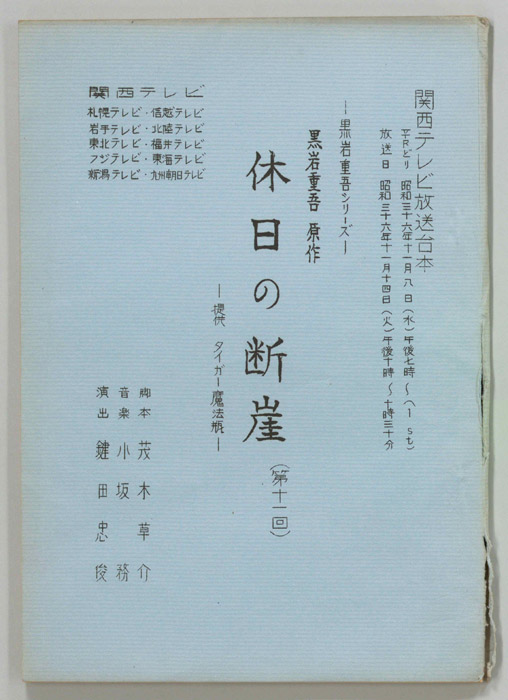 関西テレビ放送台本
VTRどり 昭和三十六年十一月八日（水）午後七時〜（1st）
放送日 昭和三十六年十一月十四日（火）午後十時〜十時三十分
―黒岩重吾シリーズ―
黒岩重吾 原作
休日の断崖（第十一回）
―提供 タイガー魔法瓶―
関西テレビ
札幌テレビ・信越テレビ
岩手テレビ・北陸テレビ
東北テレビ・福井テレビ
フジテレビ・東海テレビ
新潟テレビ・九州朝日テレビ
脚本 茂木草介
音楽 小坂務
演出 鍵田忠俊